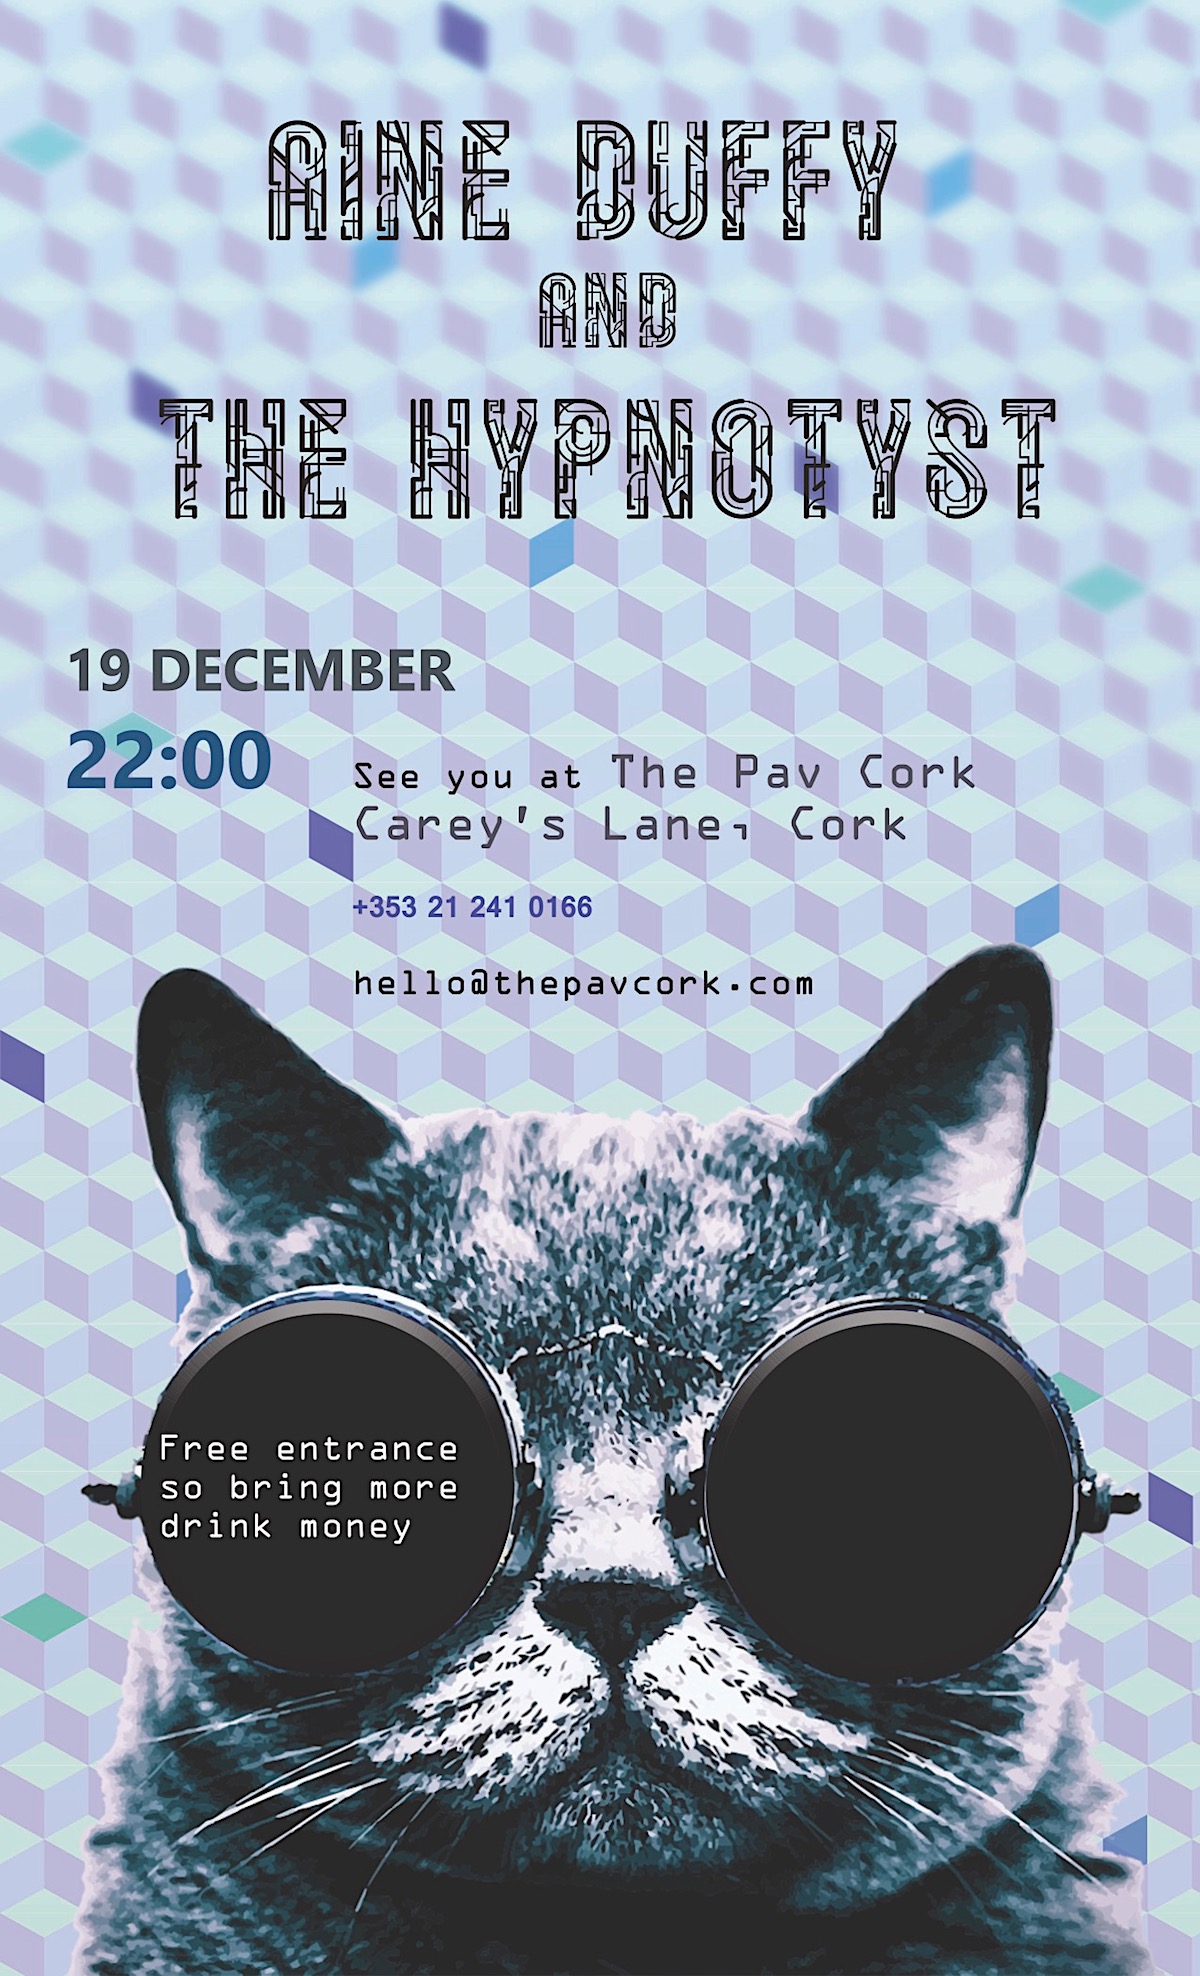 AINE DUFFY
AND
THE HYPNOTYST
19 DECEMBER
22:00
See you at The Pav Cork
Carey's Lane, Cork
+353 21 241 0166
hello@thepavcork.com
Free entrance
so bring more
drink money